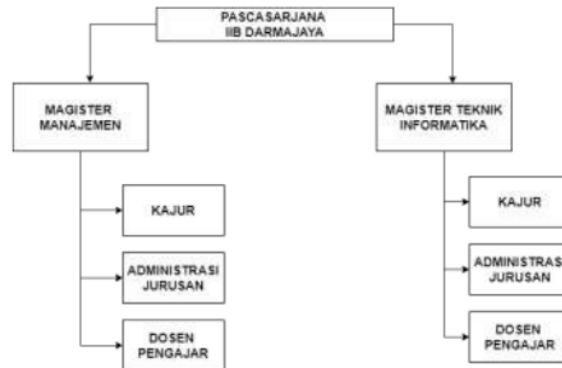 PASCASARJANA
IIB DARMAJAYA
MAGISTER
MANAJEMEN
MAGISTER TEKNIK
INFORMATIKA
KAJUR
ADMINISTRASI
JURUSAN
DOSEN
PENGAJAR
KAJUR
ADMINISTRASI
JURUSAN
DOSEN
PENGAJAR